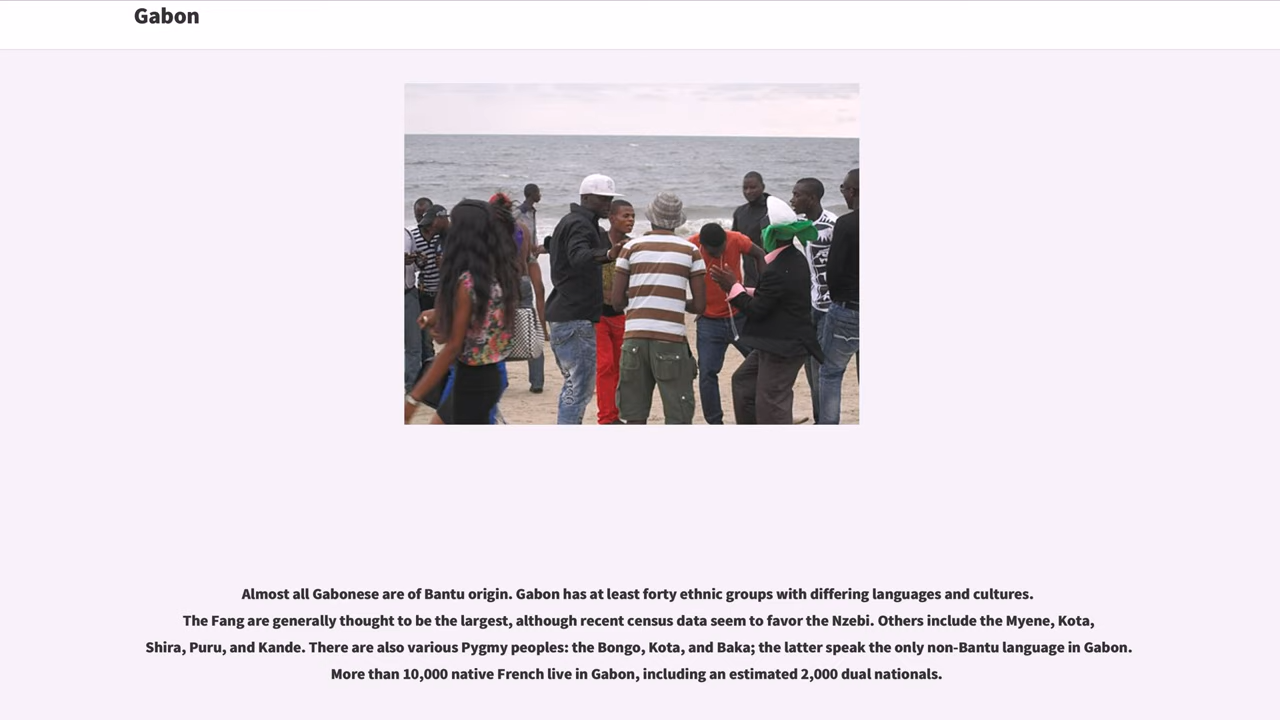 Gabon
Almost all Gabonese are of Bantu origin. Gabon has at least forty ethnic groups with differing languages and cultures.
The Fang are generally thought to be the largest, although recent census data seem to favor the Nzebi. Others include the Myene, Kota,
Shira, Puru, and Kande. There are also various Pygmy peoples: the Bongo, Kota, and Baka; the latter speak the only non-Bantu language in Gabon.
More than 10,000 native French live in Gabon, including an estimated 2,000 dual nationals.